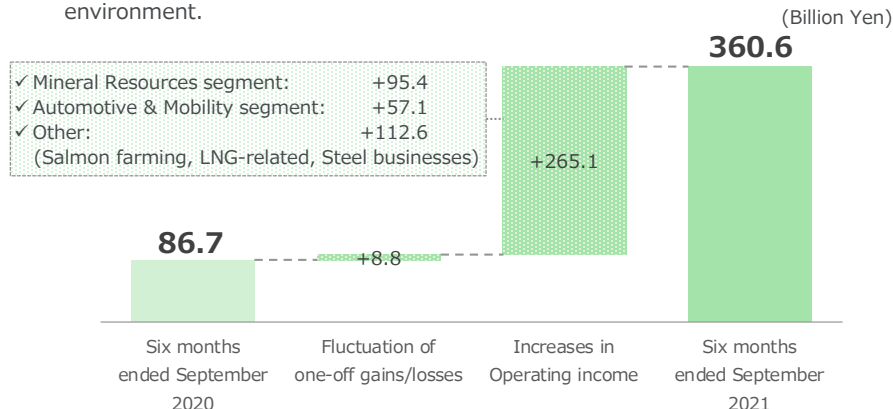 environment.
(Billion Yen)
360.6
✓ Mineral Resources segment: +95.4
✓ Automotive & Mobility segment: +57.1
✓ Other: +112.6
(Salmon farming, LNG-related, Steel businesses)
+265.1
86.7
+8.8
Six months
ended September
2020
Fluctuation of
one-off gains/losses
Increases in
Operating income
Six months
ended September
2021